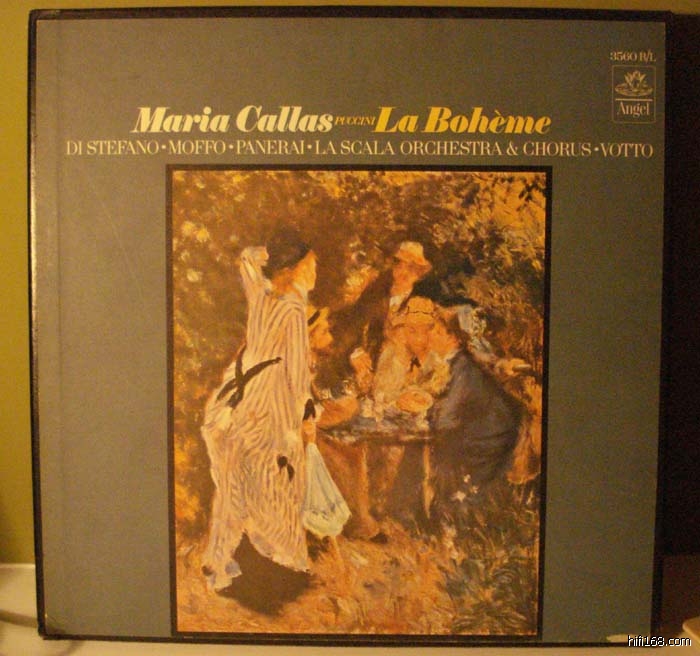 3560 B/L
Angel
Maria Callas PUCCINI La Bohème
DI STEFANO • MOFFO • PANERAI • LA SCALA ORCHESTRA & CHORUS • VOTTO
hifi168.com